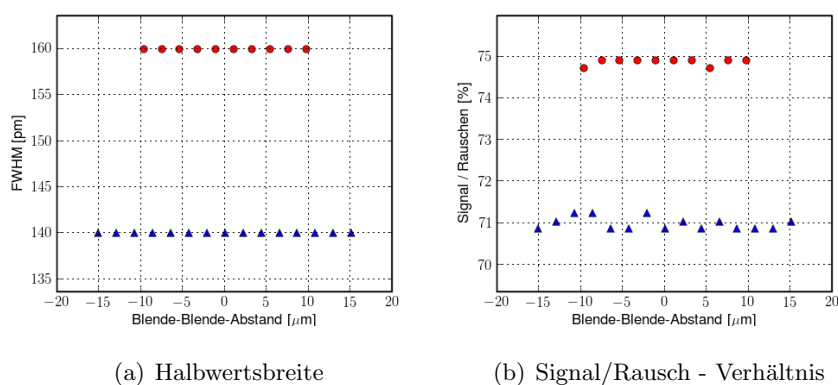 160
155
150
145
140
135
FWHM [pm]
−20 −15 −10 −5 0 5 10 15 20
Blende-Blende-Abstand [μm]
(a) Halbwertsbreite
75
74
73
72
71
70
Signal / Rauschen [%]
−20 −15 −10 −5 0 5 10 15 20
Blende-Blende-Abstand [μm]
(b) Signal/Rausch - Verhältnis